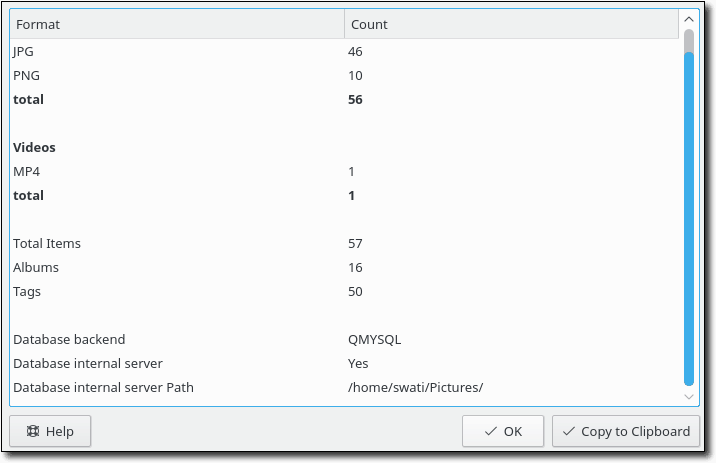 Format Count
JPG 46
PNG 10
total 56
Videos
MP4 1
total 1
Total Items 57
Albums 16
Tags 50
Database backend QMYSQL
Database internal server Yes
Database internal server Path /home/swati/Pictures/
Help OK Copy to Clipboard